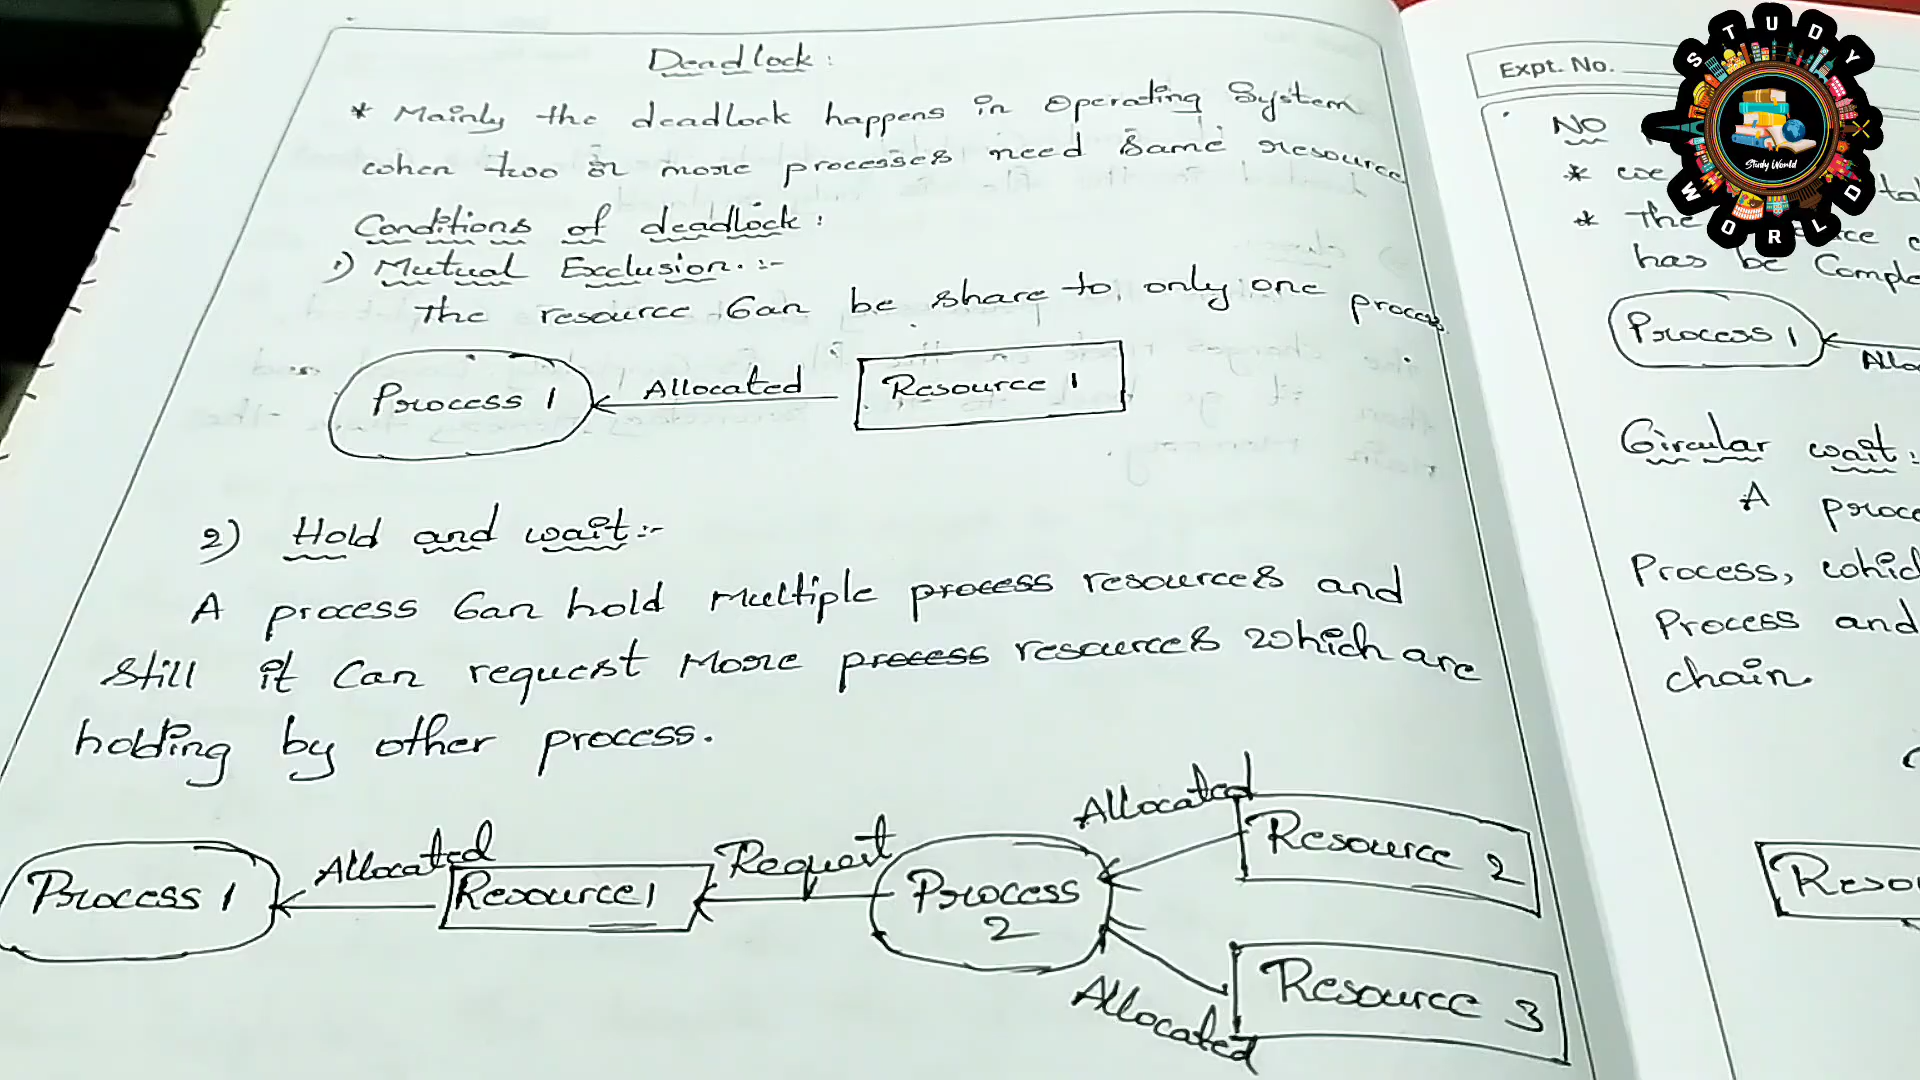 Deadlock:
* Mainly the deadlock happens in Operating System
when two or more processes need same resource
Conditions of deadlock:
1) Mutual Exclusion.:-
The resource Can be share to only one process.
Process 1
Allocated
Resource 1
2) Hold and wait:-
A process Can hold Multiple process resources and
still it Can request More process resources which are
holding by other process.
Process 1
Allocated
Resource 1
Request
Process
2
Allocated
Resource 2
Allocated
Resource 3
Expt. No.
NO
* we
* The
has be
Process 1
Circular wait:-
A
Process,
Process and
chain.
STUDY
WORLD
Study World